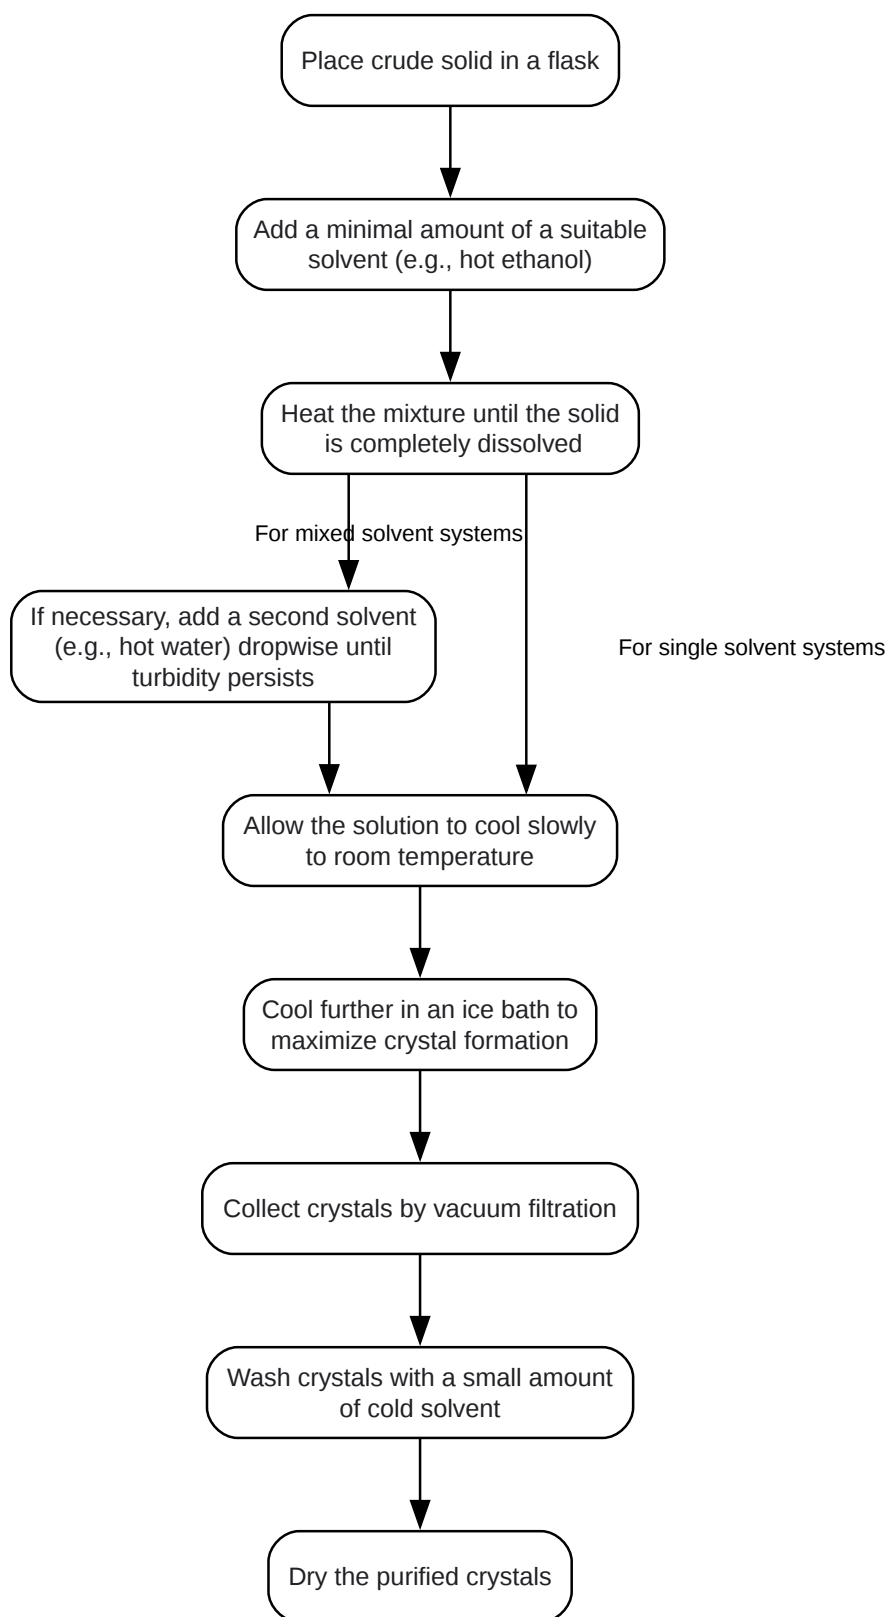 Place crude solid in a flask
Add a minimal amount of a suitable
solvent (e.g., hot ethanol)
Heat the mixture until the solid
is completely dissolved
For mixed solvent systems
If necessary, add a second solvent
(e.g., hot water) dropwise until
turbidity persists
For single solvent systems
Allow the solution to cool slowly
to room temperature
Cool further in an ice bath to
maximize crystal formation
Collect crystals by vacuum filtration
Wash crystals with a small amount
of cold solvent
Dry the purified crystals